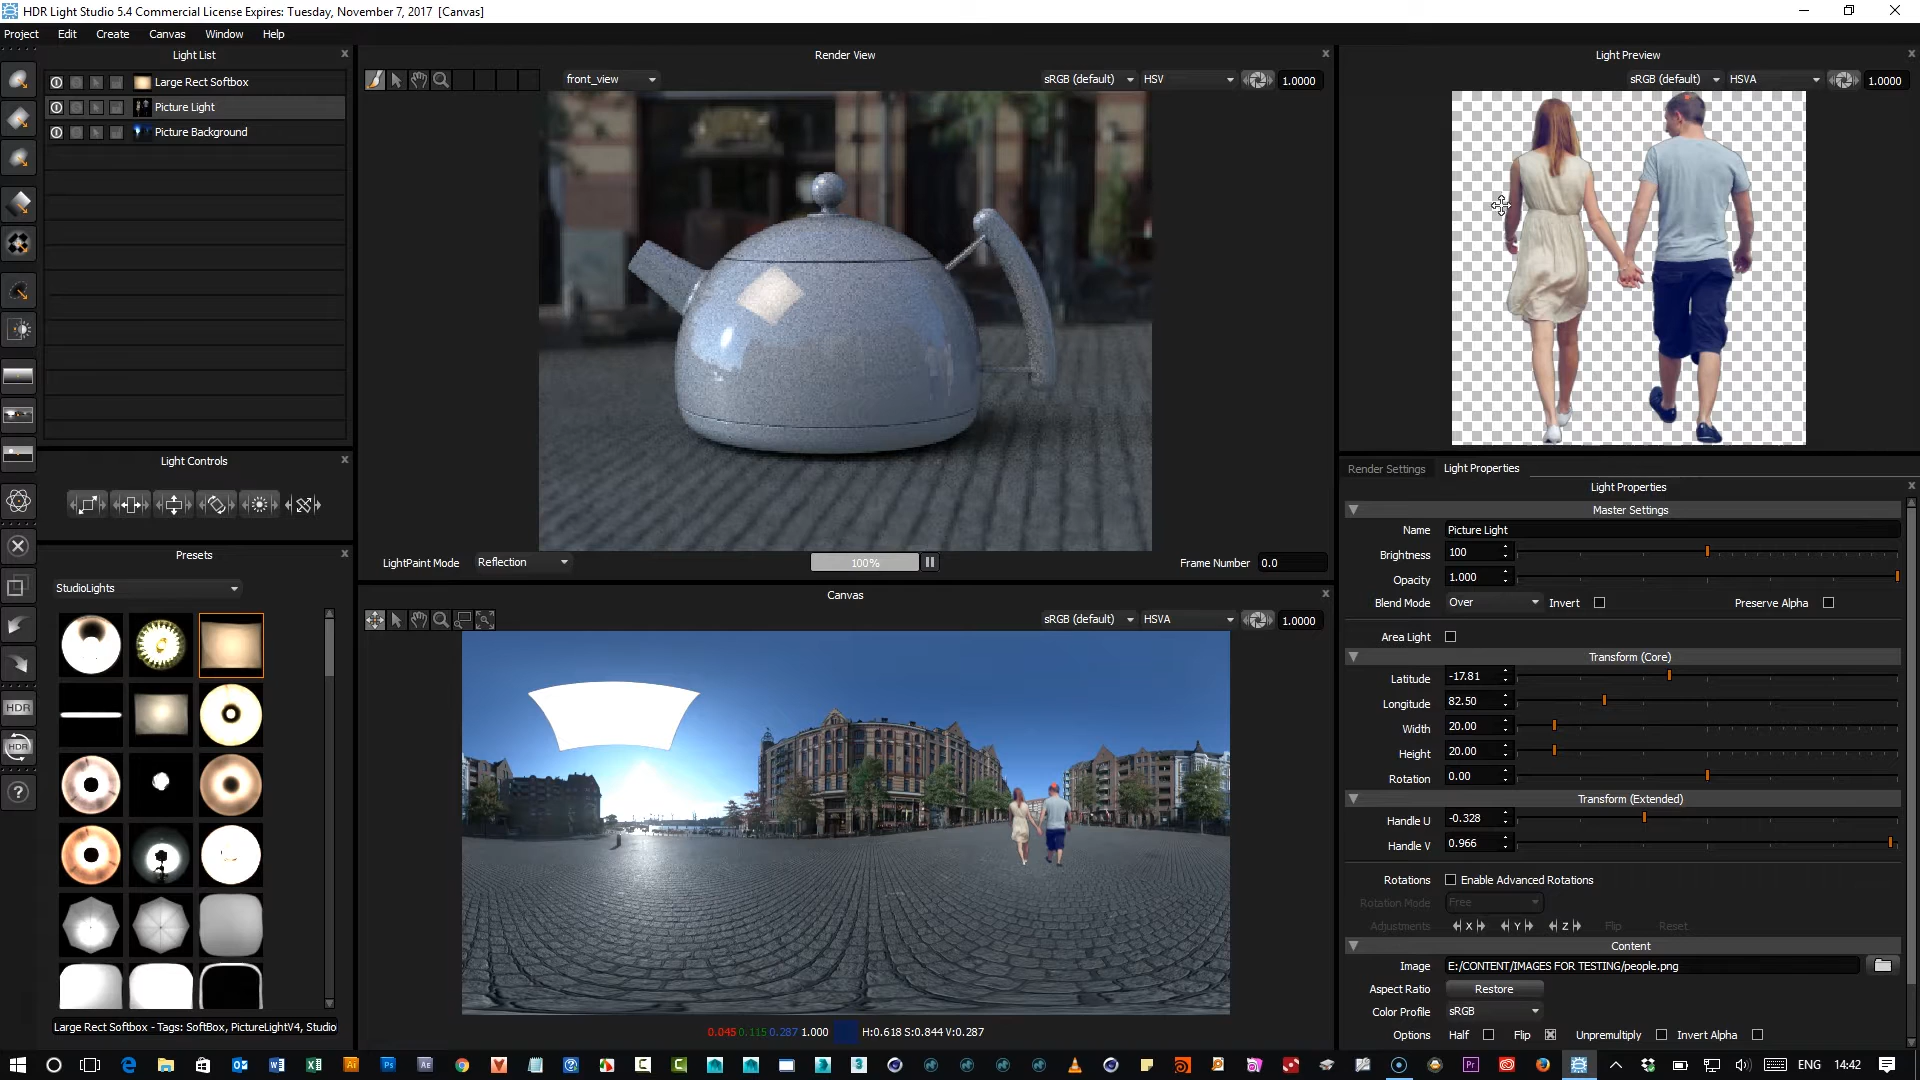 HDR Light Studio 5.4 Commercial License Expires: Tuesday, November 7, 2017 [Canvas]
Project Edit Create Canvas Window Help
Light List
Large Rect Softbox
Picture Light
Picture Background
Light Controls
Presets
StudioLights
HDR
HDR
Large Rect Softbox - Tags: SoftBox, PictureLightV4, Studio
Render View
front_view
sRGB (default) HSV 1.0000
LightPaint Mode Reflection 100% Frame Number 0.0
Canvas
sRGB (default) HSVA 1.0000
0.045 0.115 0.287 1.000 H:0.618 S:0.844 V:0.287
Light Preview
sRGB (default) HSVA 1.0000
Render Settings Light Properties
Light Properties
Master Settings
Name Picture Light
Brightness 100
Opacity 1.000
Blend Mode Over Invert Preserve Alpha
Area Light
Transform (Core)
Latitude -17.81
Longitude 82.50
Width 20.00
Height 20.00
Rotation 0.00
Transform (Extended)
Handle U -0.328
Handle V 0.966
Rotations Enable Advanced Rotations
Rotation Mode Free
Adjustments X Y Z Flip Reset
Content
Image E:/CONTENT/IMAGES FOR TESTING/people.png
Aspect Ratio Restore
Color Profile sRGB
Options Half Flip Unpremultiply Invert Alpha
ENG 14:42